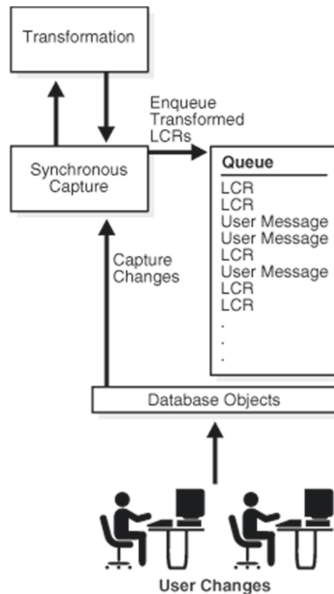 Transformation
Enqueue
Transformed
LCRs
Synchronous
Capture
Queue
LCR
LCR
User Message
User Message
LCR
User Message
LCR
LCR
.
.
.
Capture
Changes
Database Objects
User Changes